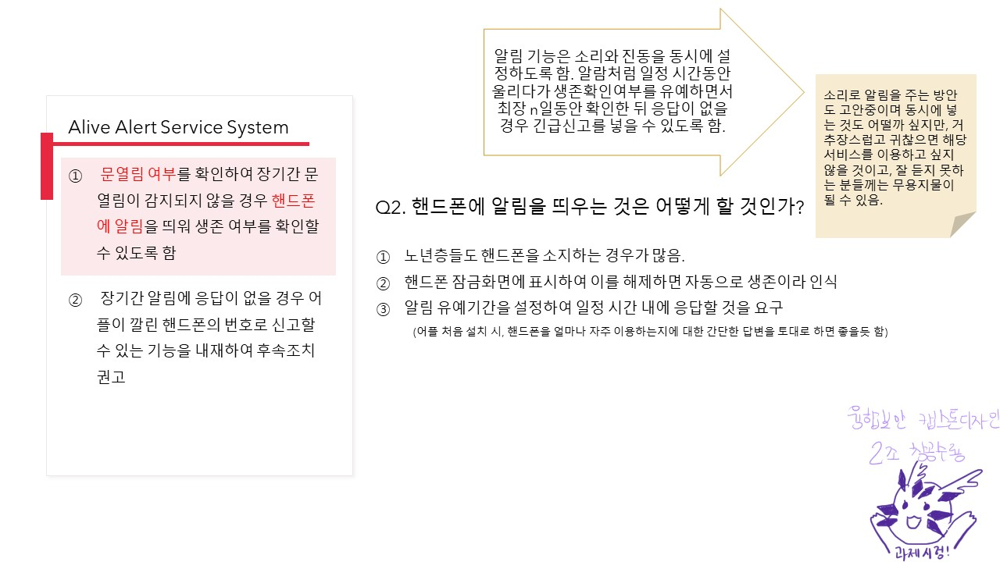 Alive Alert Service System
① 문열림 여부를 확인하여 장기간 문
열림이 감지되지 않을 경우 핸드폰
에 알림을 띄워 생존 여부를 확인할
수 있도록 함
② 장기간 알림에 응답이 없을 경우 어
플이 깔린 핸드폰의 번호로 신고할
수 있는 기능을 내재하여 후속조치
권고
알림 기능은 소리와 진동을 동시에 설
정하도록 함. 알람처럼 일정 시간동안
울리다가 생존확인여부를 유예하면서
최장 n일동안 확인한 뒤 응답이 없을
경우 긴급신고를 넣을 수 있도록 함.
소리로 알림을 주는 방안
도 고안중이며 동시에 넣
는 것도 어떨까 싶지만, 거
추장스럽고 귀찮으면 해당
서비스를 이용하고 싶지
않을 것이고, 잘 듣지 못하
는 분들께는 무용지물이
될 수 있음.
Q2. 핸드폰에 알림을 띄우는 것은 어떻게 할 것인가?
① 노년층들도 핸드폰을 소지하는 경우가 많음.
② 핸드폰 잠금화면에 표시하여 이를 해제하면 자동으로 생존이라 인식
③ 알림 유예기간을 설정하여 일정 시간 내에 응답할 것을 요구
(어플 처음 설치 시, 핸드폰을 얼마나 자주 이용하는지에 대한 간단한 답변을 토대로 하면 좋을듯 함)
융합보안 캡스톤디자인
2조 창공수룡
과제시렁!